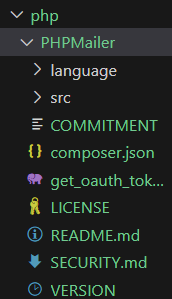 php
PHPMailer
language
src
COMMITMENT
composer.json
get_oauth_tok...
LICENSE
README.md
SECURITY.md
VERSION